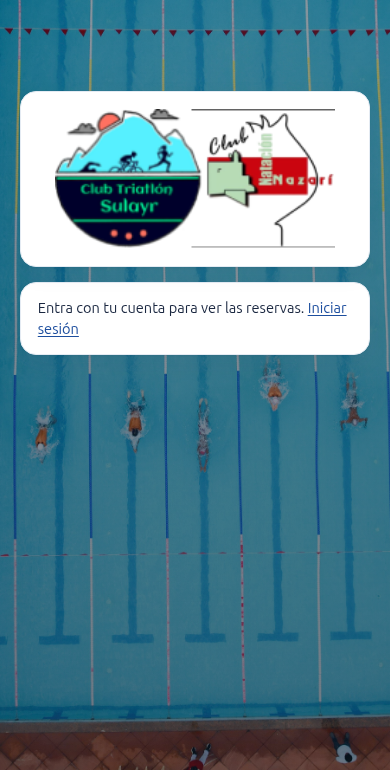 Club Triatlón
Sulayr
Club
Natación
Nazarí
Entra con tu cuenta para ver las reservas. Iniciar
sesión